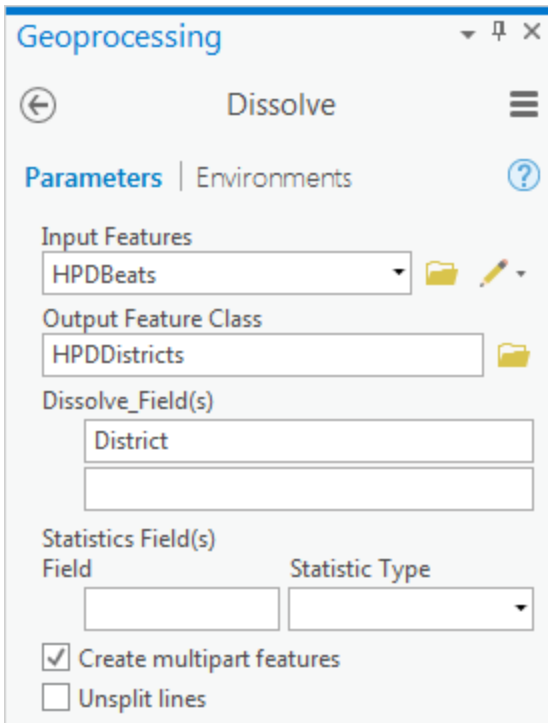 Geoprocessing
Dissolve
Parameters | Environments
Input Features
HPDBeats
Output Feature Class
HPDDistricts
Dissolve_Field(s)
District
Statistics Field(s)
Field Statistic Type
Create multipart features
Unsplit lines